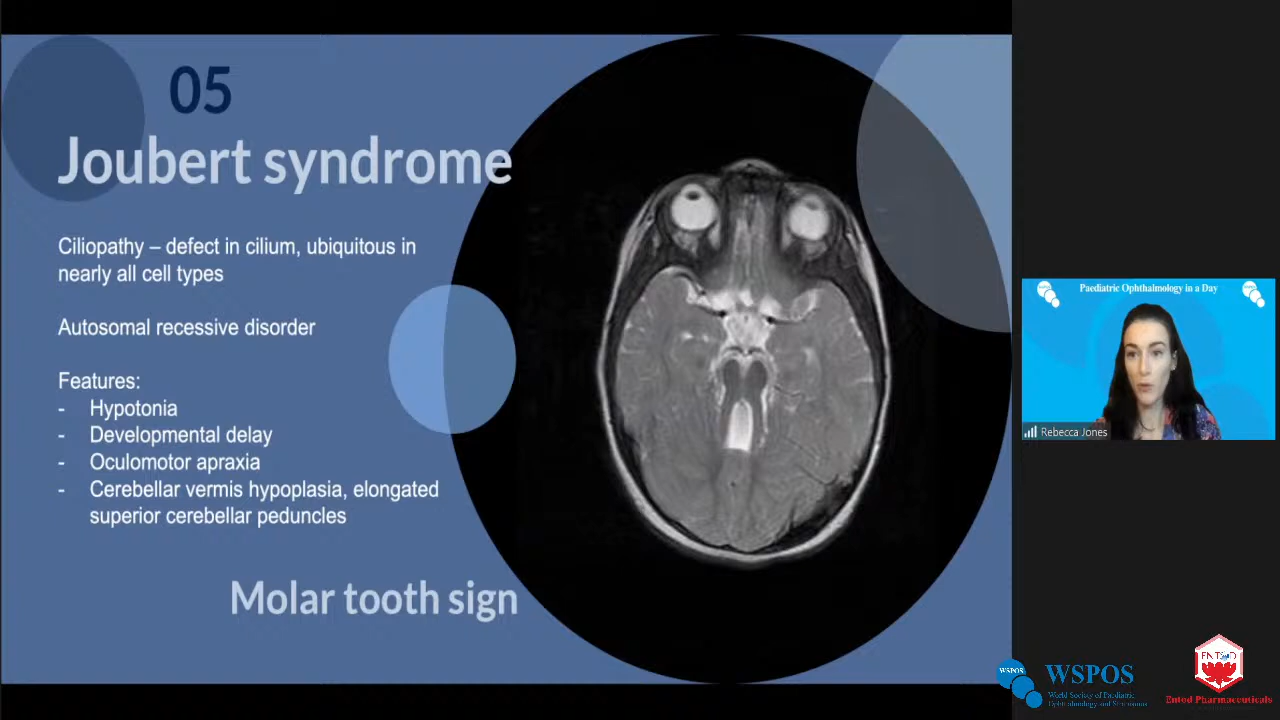 05
Joubert syndrome
Ciliopathy – defect in cilium, ubiquitous in
nearly all cell types
Autosomal recessive disorder
Features:
- Hypotonia
- Developmental delay
- Oculomotor apraxia
- Cerebellar vermis hypoplasia, elongated
superior cerebellar peduncles
Molar tooth sign
Paediatric Ophthalmology in a Day
Rebecca Jones
WSPOS
WSPOS
World Society of Paediatric
Ophthalmology and Strabismus
ENTOD
Entod Pharmaceuticals